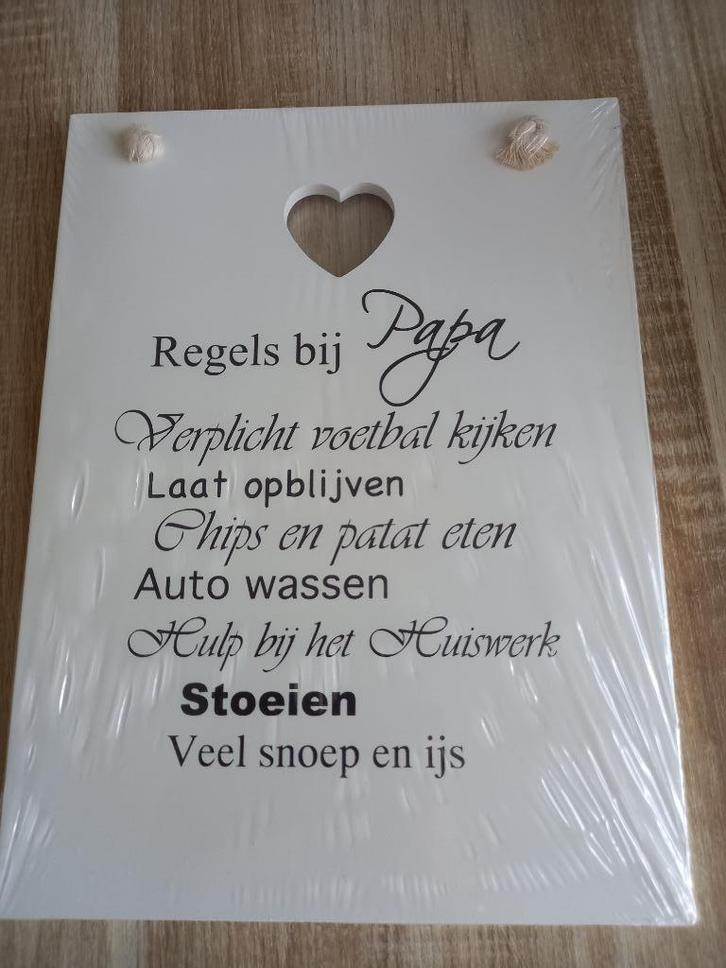 Regels bij Papa
Verplicht voetbal kijken
Laat opblijven
Chips en patat eten
Auto wassen
Hulp bij het Huiswerk
Stoeien
Veel snoep en ijs